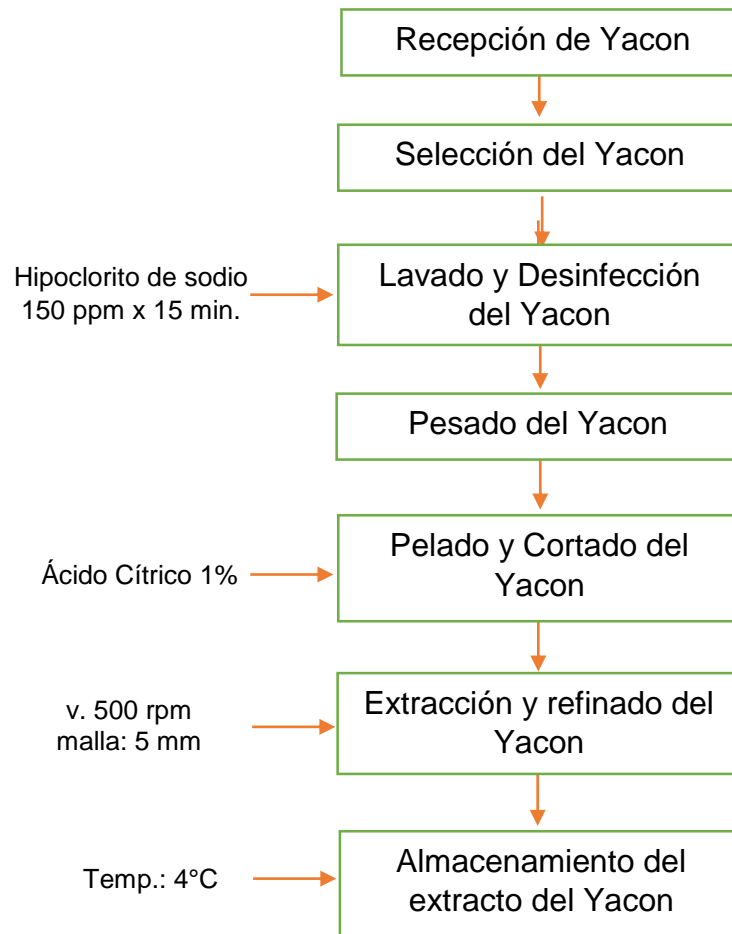 Recepción de Yacon
Selección del Yacon
Hipoclorito de sodio
150 ppm x 15 min.
Lavado y Desinfección
del Yacon
Pesado del Yacon
Ácido Cítrico 1%
Pelado y Cortado del
Yacon
v. 500 rpm
malla: 5 mm
Extracción y refinado del
Yacon
Temp.: 4°C
Almacenamiento del
extracto del Yacon